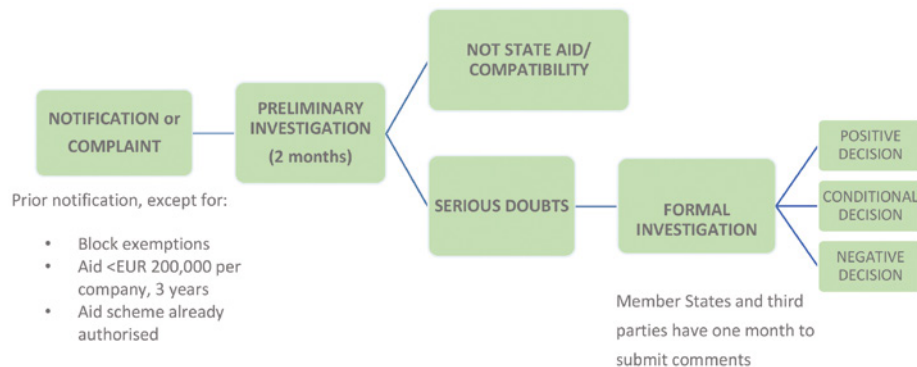 NOTIFICATION or
COMPLAINT
Prior notification, except for:
• Block exemptions
• Aid <EUR 200,000 per
company, 3 years
• Aid scheme already
authorised
PRELIMINARY
INVESTIGATION
(2 months)
NOT STATE AID/
COMPATIBILITY
SERIOUS DOUBTS
FORMAL
INVESTIGATION
Member States and third
parties have one month to
submit comments
POSITIVE
DECISION
CONDITIONAL
DECISION
NEGATIVE
DECISION